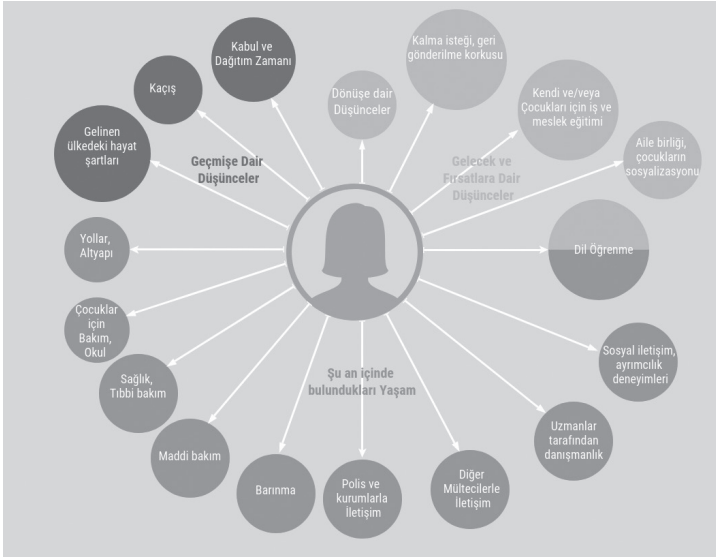 Kabul ve
Dağıtım Zamanı
Kaçış
Gelinen
ülkedeki hayat
şartları
Geçmişe Dair
Düşünceler
Dönüşe dair
Düşünceler
Kalma isteği, geri
gönderilme korkusu
Kendi ve/veya
Çocukları için iş ve
meslek eğitimi
Aile birliği,
çocukların
sosyalizasyonu
Gelecek ve
Fırsatlara Dair
Düşünceler
Dil Öğrenme
Yollar,
Altyapı
Çocuklar
için
Bakım,
Okul
Sağlık,
Tıbbi bakım
Maddi bakım
Barınma
Polis ve
kurumlarla
İletişim
Diğer
Mültecilerle
İletişim
Uzmanlar
tarafından
danışmanlık
Sosyal iletişim,
ayrımcılık
deneyimleri
Şu an içinde
bulundukları Yaşam